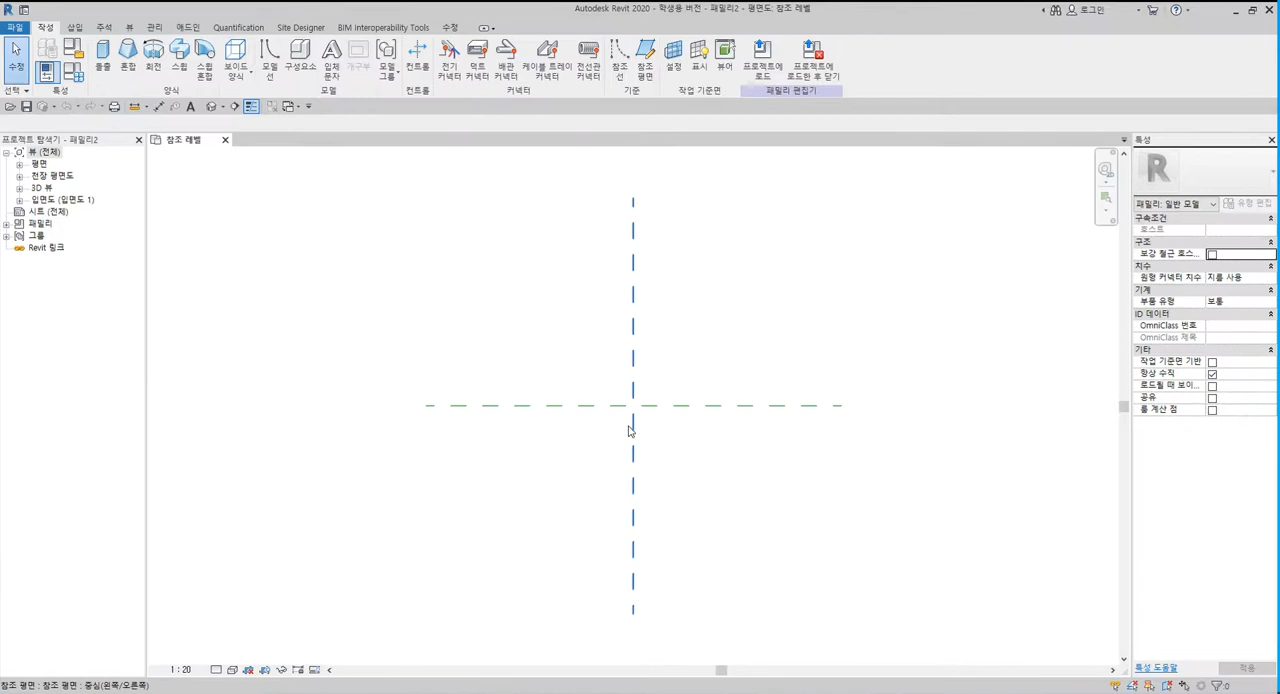 Autodesk Revit 2020 - 학생용 버전 - 패밀리2 - 평면도: 참조 레벨
로그인
파일 작성 삽입 주석 뷰 관리 애드인 Quantification Site Designer BIM Interoperability Tools 수정
수정 돌출 혼합 회전 스윕 스윕 혼합 보이드 양식 모델 선 구성요소 입체 문자 개구부 모델 그룹 컨트롤 전기 커넥터 덕트 커넥터 배관 커넥터 케이블 트레이 커넥터 전선관 커넥터 참조 선 참조 평면 설정 표시 뷰어 프로젝트에 로드 프로젝트에 로드한 후 닫기
선택 특성 양식 모델 컨트롤 커넥터 기준 작업 기준면 패밀리 편집기
프로젝트 탐색기 - 패밀리2
참조 레벨
특성
뷰 (전체)
평면
천장 평면도
3D 뷰
입면도 (입면도 1)
시트 (전체)
패밀리
그룹
Revit 링크
패밀리: 일반 모델
유형 편집
구속조건
호스트
구조
보강 철근 호스...
치수
원형 커넥터 치수 지름 사용
기계
부품 유형 보통
ID 데이터
OmniClass 번호
OmniClass 제목
기타
작업 기준면 기반
항상 수직
로드될 때 보이...
공유
룸 계산 점
1 : 20
특성 도움말
적용
참조 평면 : 참조 평면 : 중심(왼쪽/오른쪽)
:0